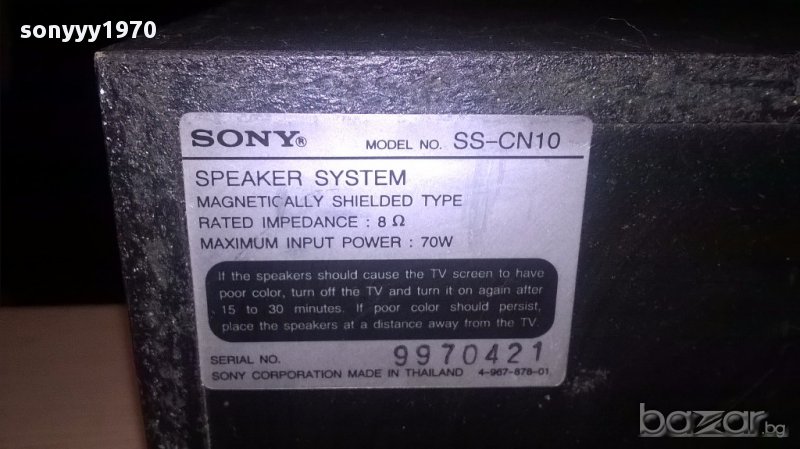 sonyyy1970
SONY® MODEL NO. SS-CN10
SPEAKER SYSTEM
MAGNETICALLY SHIELDED TYPE
RATED IMPEDANCE : 8 Ω
MAXIMUM INPUT POWER : 70W
If the speakers should cause the TV screen to have
poor color, turn off the TV and turn it on again after
15 to 30 minutes. If poor color should persist,
place the speakers at a distance away from the TV.
SERIAL NO. 9970421
SONY CORPORATION MADE IN THAILAND 4-967-878-01
bazar.bg